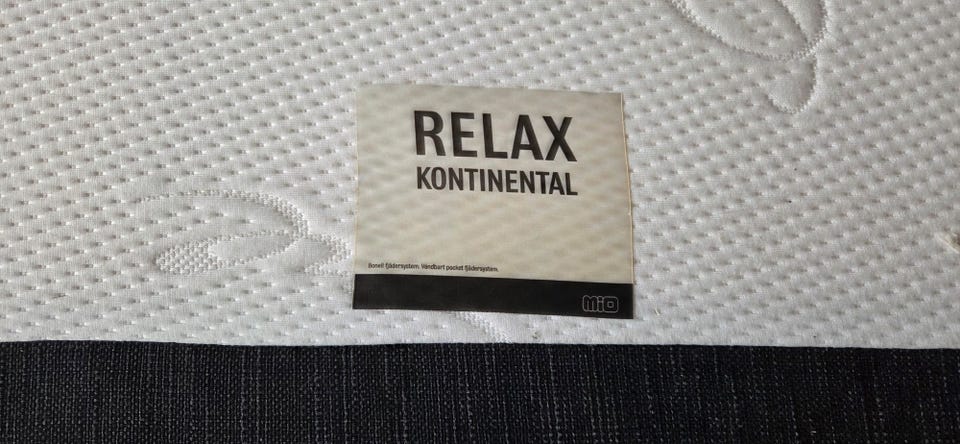 RELAX
KONTINENTAL
Bonell fjädersystem. Vändbart pocket fjädersystem.
MiO